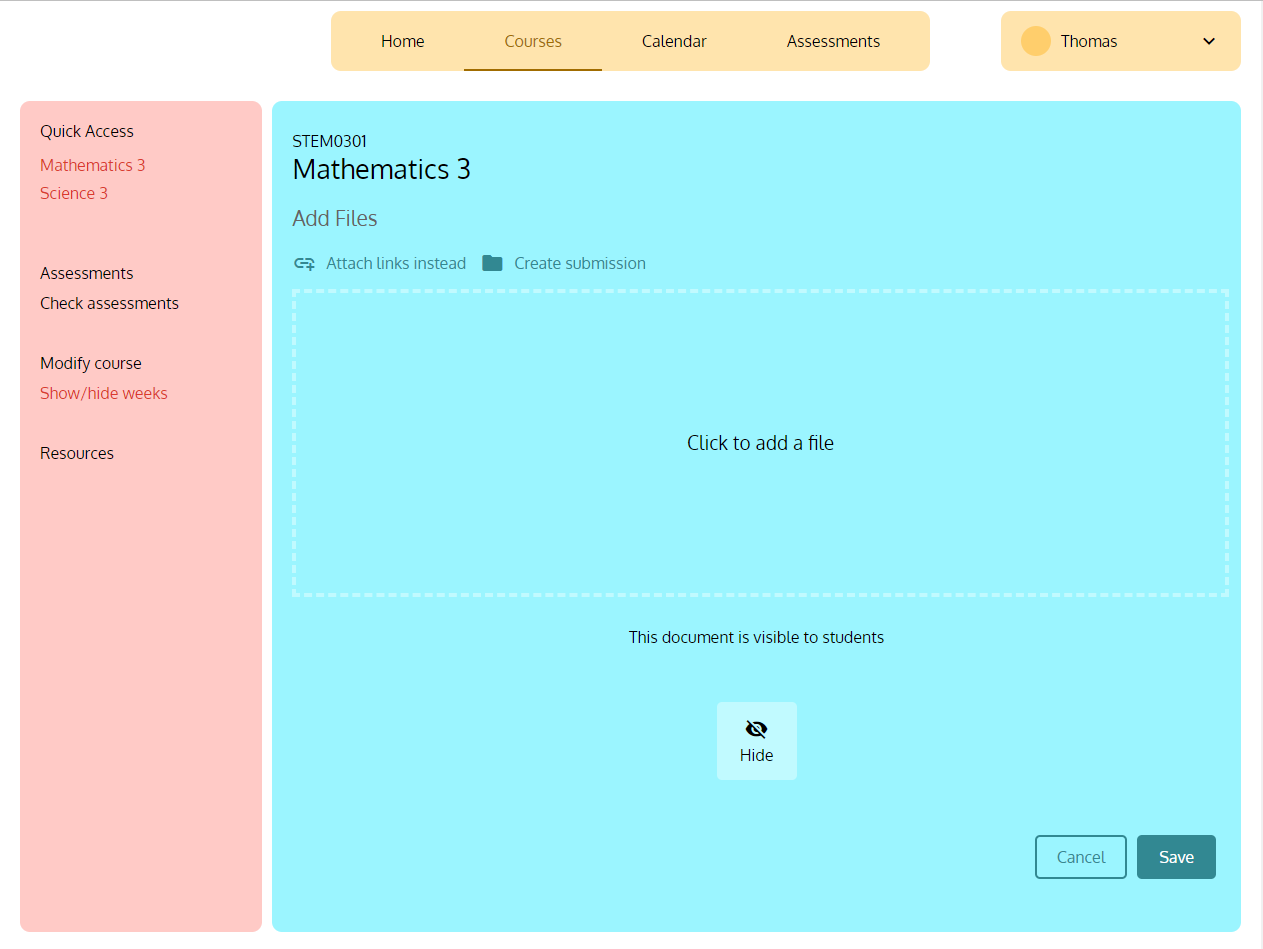 Home Courses Calendar Assessments Thomas
Quick Access
Mathematics 3
Science 3
Assessments
Check assessments
Modify course
Show/hide weeks
Resources
STEM0301
Mathematics 3
Add Files
Attach links instead Create submission
Click to add a file
This document is visible to students
Hide
Cancel Save